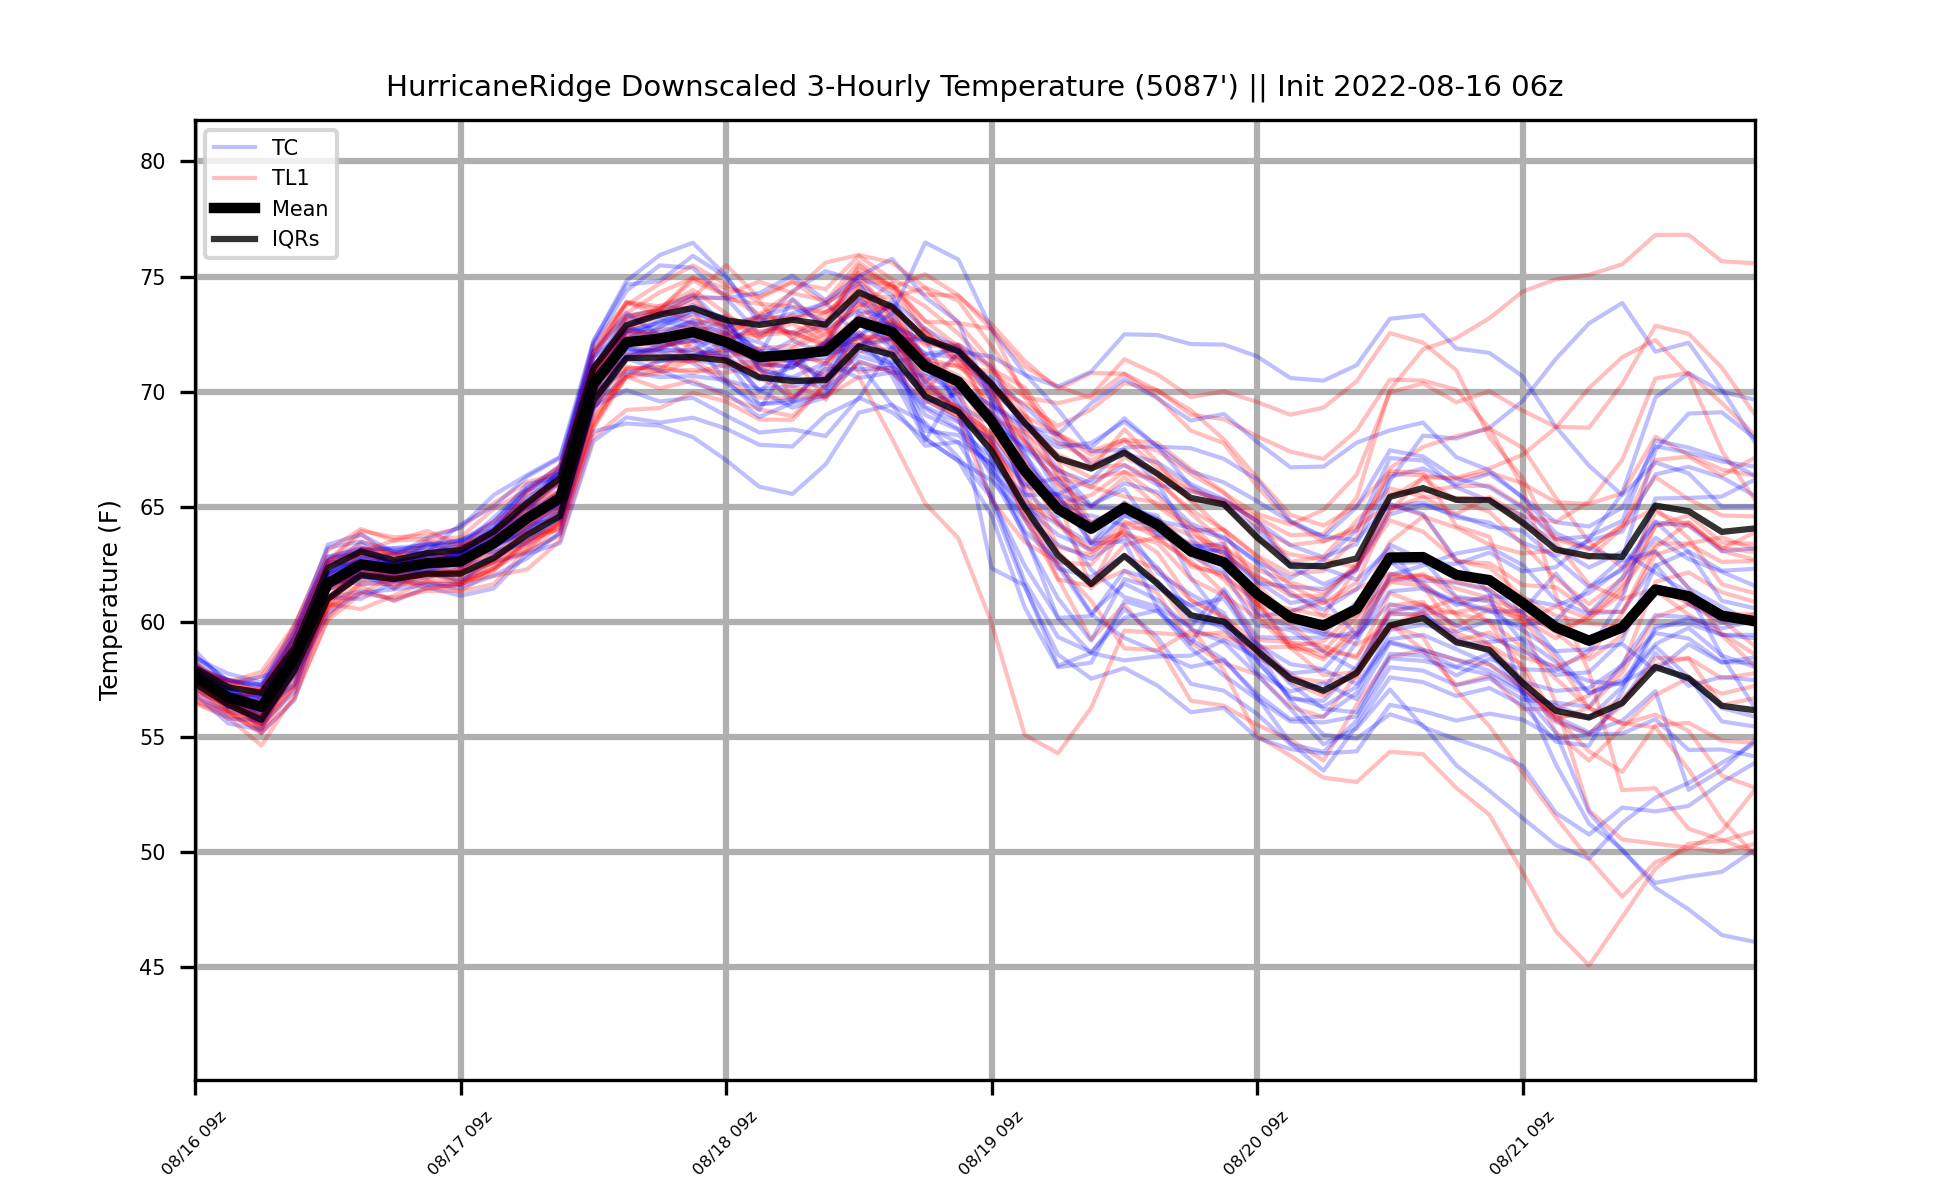 HurricaneRidge Downscaled 3-Hourly Temperature (5087') || Init 2022-08-16 06z
TC
TL1
Mean
IQRs
Temperature (F)
80
75
70
65
60
55
50
45
08/16 09z
08/17 09z
08/18 09z
08/19 09z
08/20 09z
08/21 09z